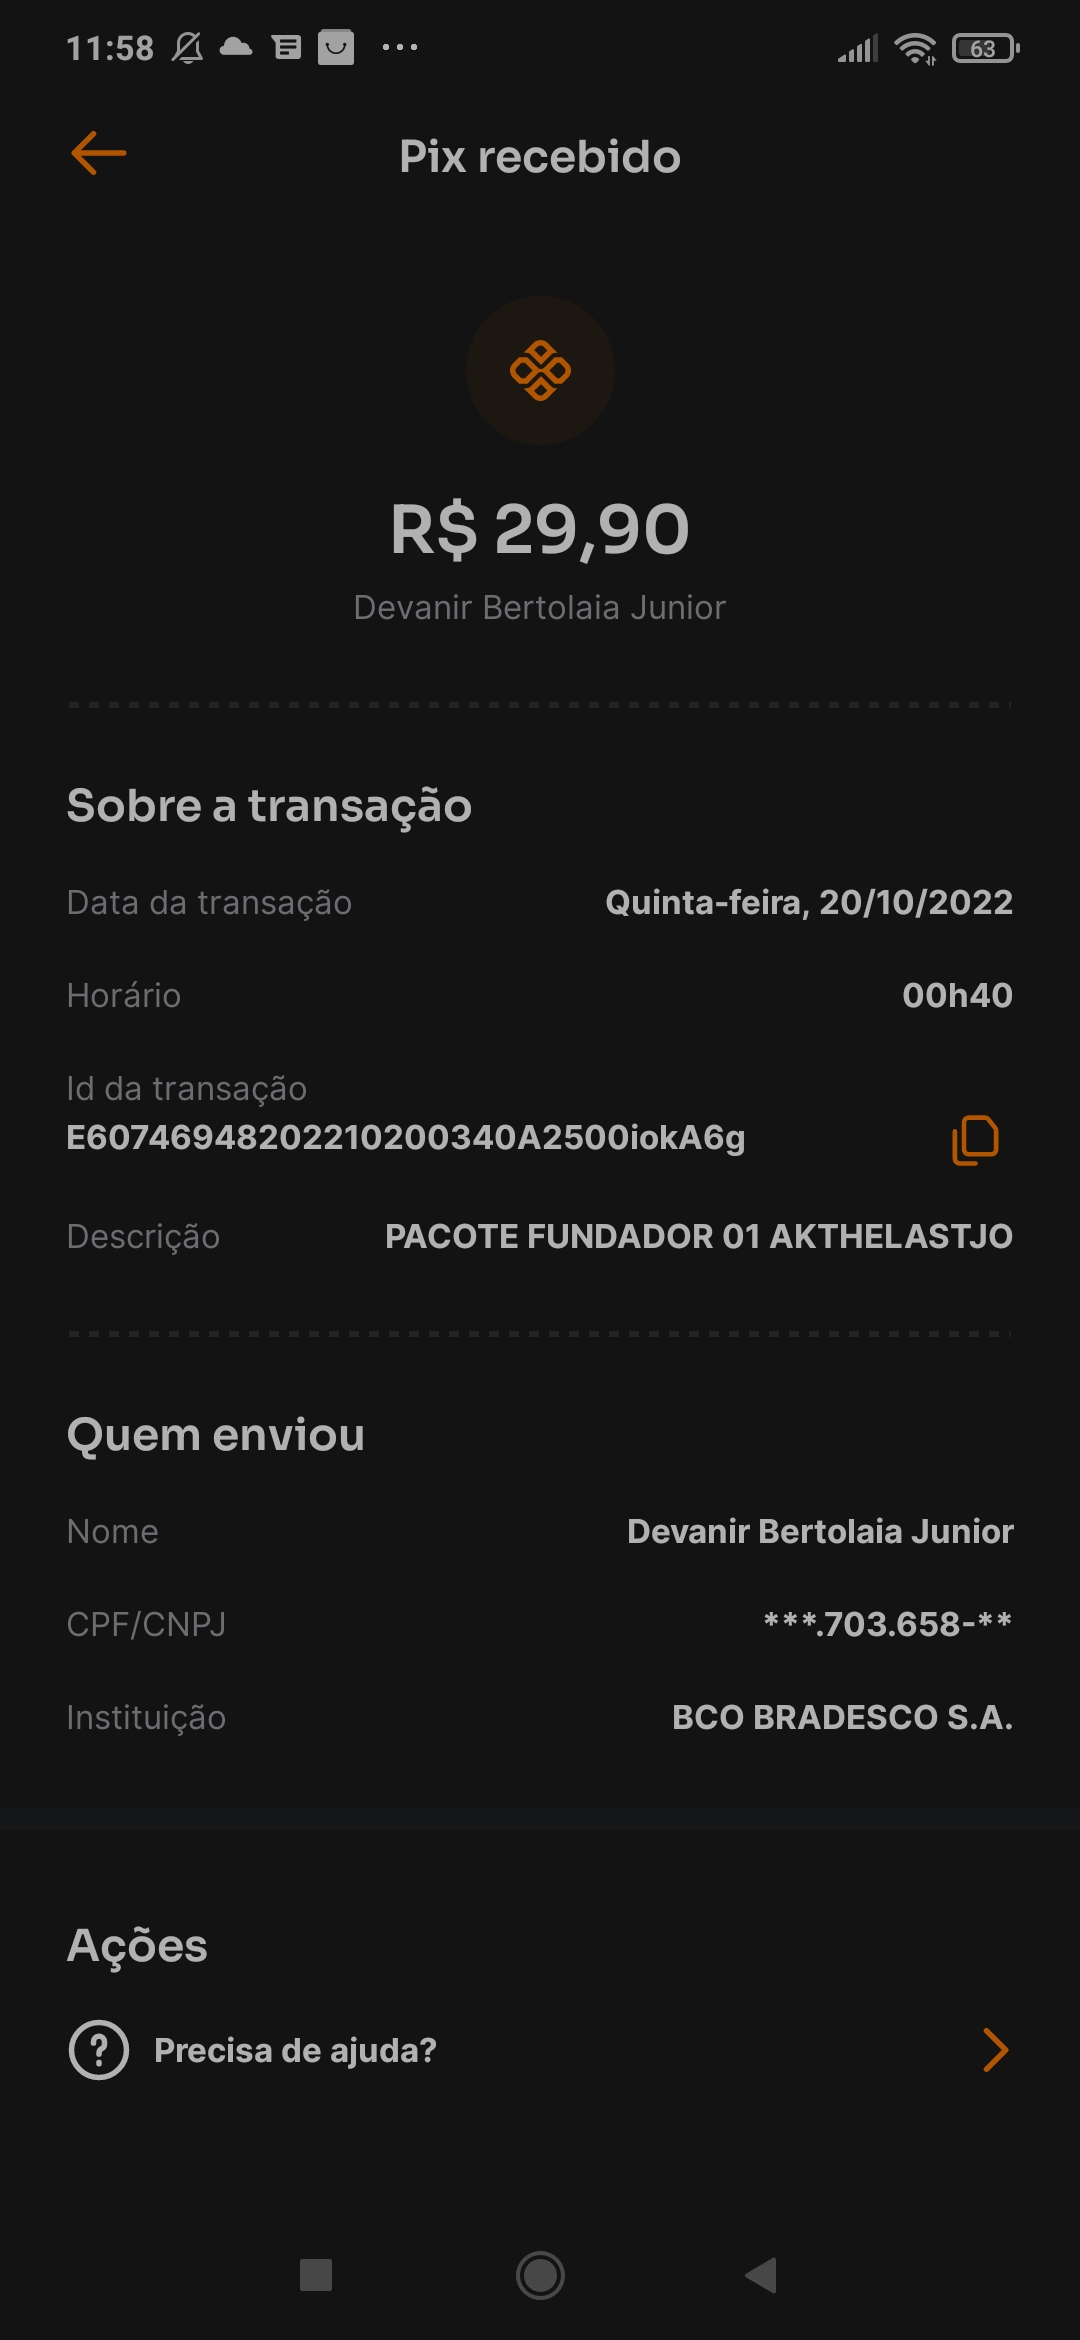 11:58
63
Pix recebido
R$ 29,90
Devanir Bertolaia Junior
Sobre a transação
Data da transação Quinta-feira, 20/10/2022
Horário 00h40
Id da transação
E60746948202210200340A2500iokA6g
Descrição PACOTE FUNDADOR 01 AKTHELASTJO
Quem enviou
Nome Devanir Bertolaia Junior
CPF/CNPJ ***.703.658-**
Instituição BCO BRADESCO S.A.
Ações
Precisa de ajuda?